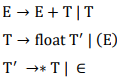 E → E + T | T
T → float T′ | (E)
T′ →∗ T | ∈